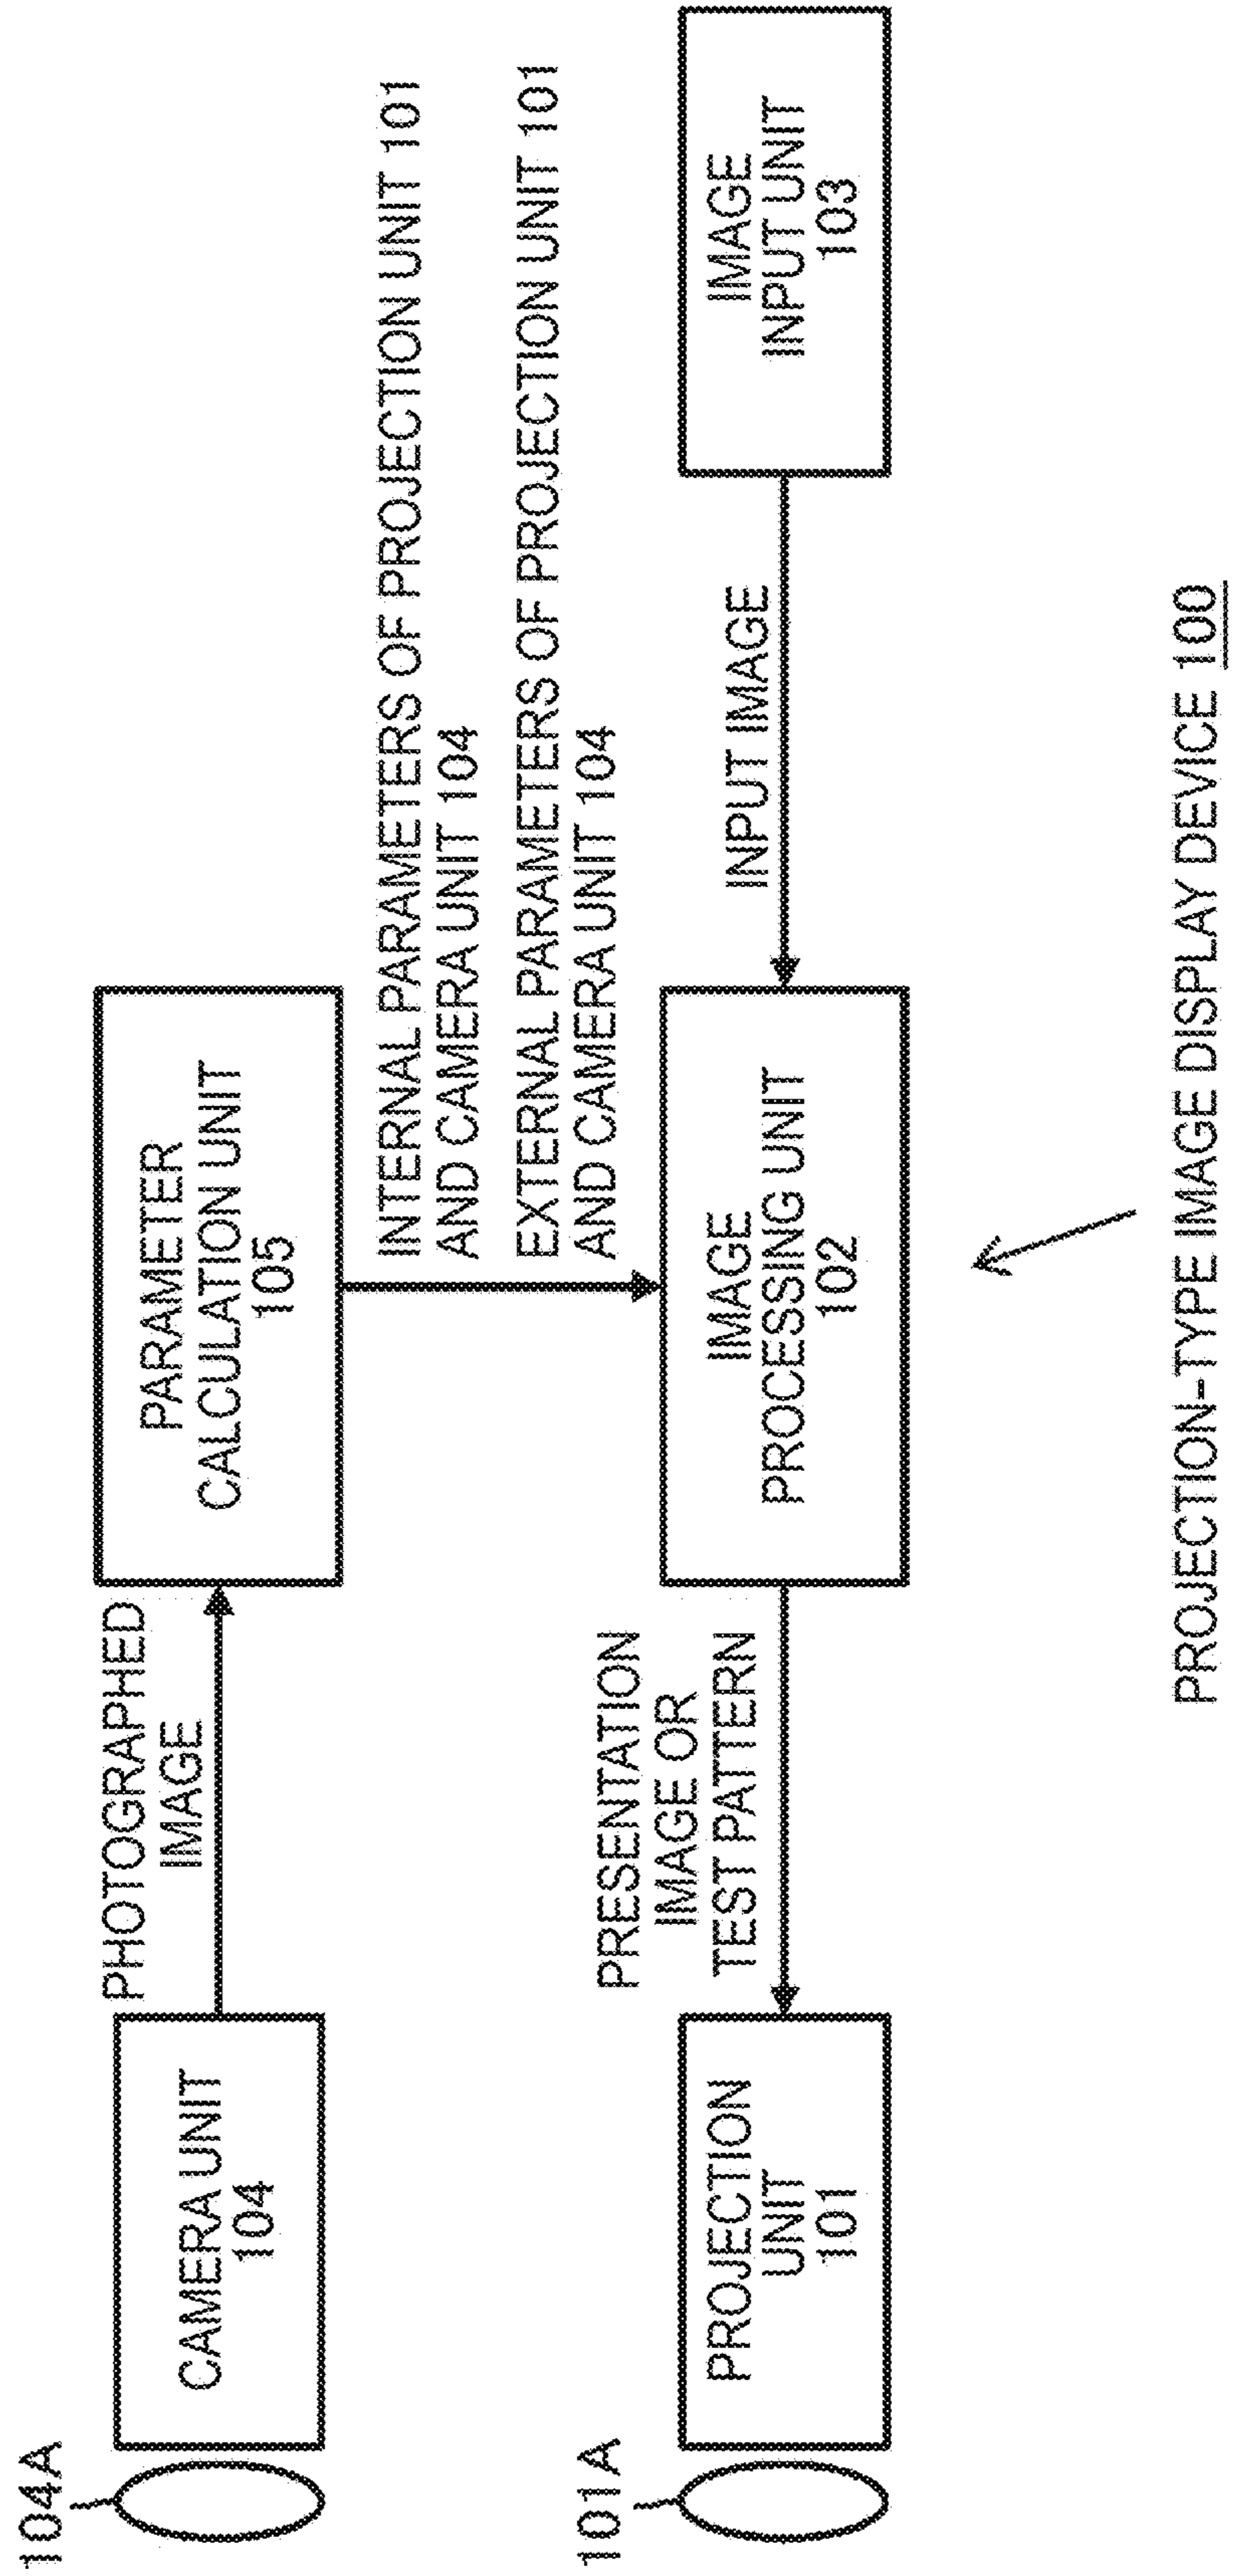 104A
CAMERA UNIT
104
PHOTOGRAPHED
IMAGE
PARAMETER
CALCULATION UNIT
105
INTERNAL PARAMETERS OF PROJECTION UNIT 101
AND CAMERA UNIT 104
EXTERNAL PARAMETERS OF PROJECTION UNIT 101
AND CAMERA UNIT 104
101A
PROJECTION
UNIT
101
PRESENTATION
IMAGE OR
TEST PATTERN
IMAGE
PROCESSING UNIT
102
INPUT IMAGE
IMAGE
INPUT UNIT
103
PROJECTION-TYPE IMAGE DISPLAY DEVICE 100